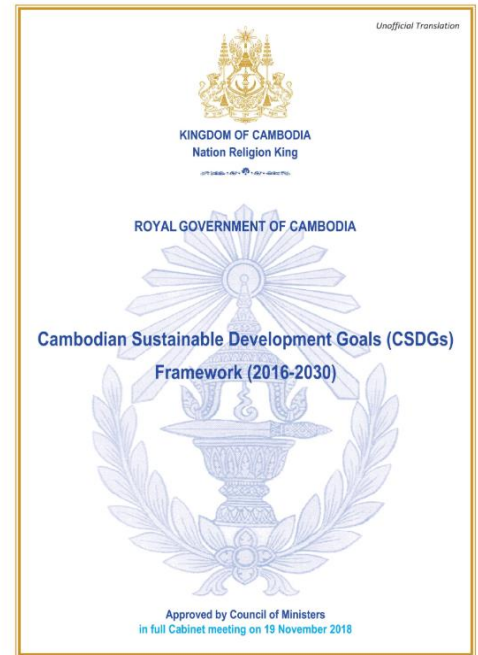 Unofficial Translation
KINGDOM OF CAMBODIA
Nation Religion King
ROYAL GOVERNMENT OF CAMBODIA
Cambodian Sustainable Development Goals (CSDGs)
Framework (2016-2030)
Approved by Council of Ministers
in full Cabinet meeting on 19 November 2018